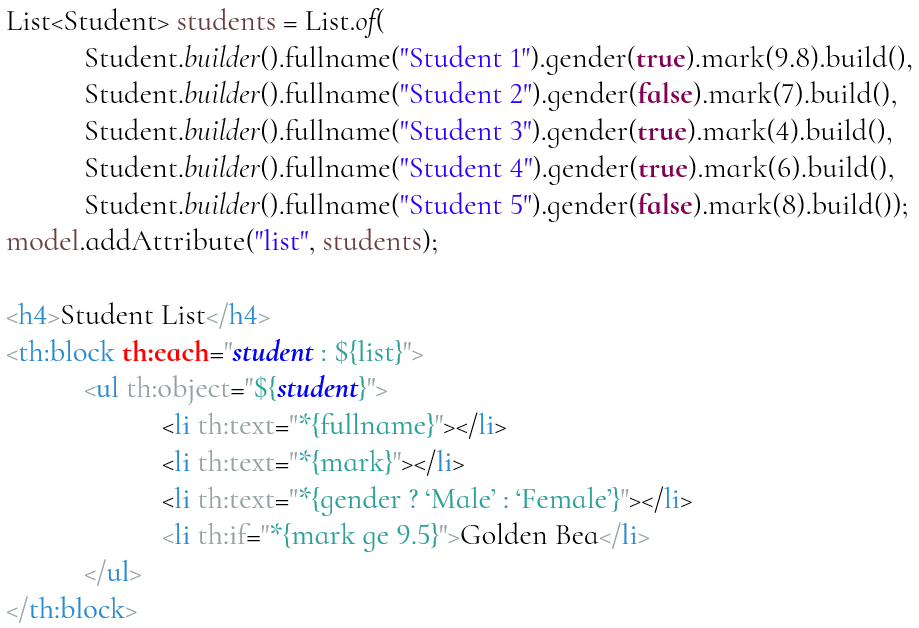 List<Student> students = List.of(
Student.builder().fullname("Student 1").gender(true).mark(9.8).build(),
Student.builder().fullname("Student 2").gender(false).mark(7).build(),
Student.builder().fullname("Student 3").gender(true).mark(4).build(),
Student.builder().fullname("Student 4").gender(true).mark(6).build(),
Student.builder().fullname("Student 5").gender(false).mark(8).build());
model.addAttribute("list", students);
<h4>Student List</h4>
<th:block th:each="student : ${list}">
<ul th:object="${student}">
<li th:text="*{fullname}"></li>
<li th:text="*{mark}"></li>
<li th:text="*{gender ? ‘Male’ : ‘Female’}"></li>
<li th:if="*{mark ge 9.5}">Golden Bea</li>
</ul>
</th:block>